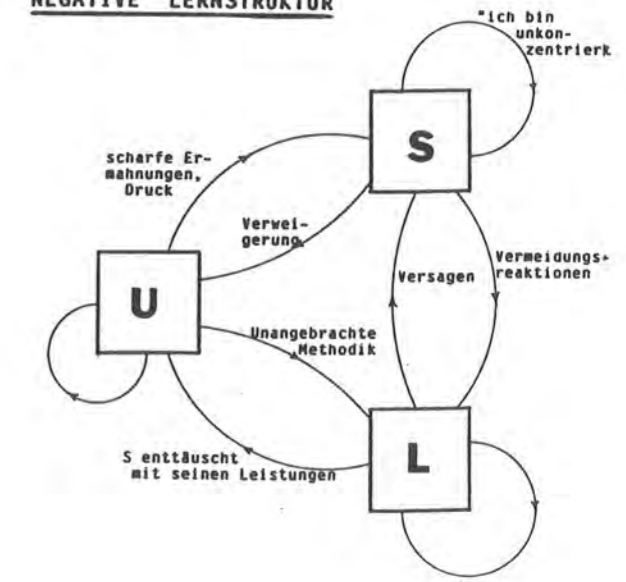 NEGATIVE LERNSTRUKTUR
"ich bin
unkon-
zentrierk
S
scharfe Er-
mahnungen,
Druck
Verwei-
gerung
Vermeidungs-
reaktionen
Versagen
U
Unangebrachte
Methodik
S enttäuscht
mit seinen Leistungen
L